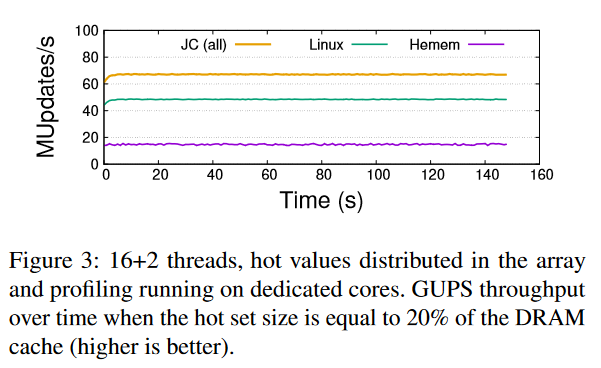 100
80
60
40
20
0
MUpdates/s
JC (all) Linux Hemem
0 20 40 60 80 100 120 140 160
Time (s)
Figure 3: 16+2 threads, hot values distributed in the array
and profiling running on dedicated cores. GUPS throughput
over time when the hot set size is equal to 20% of the DRAM
cache (higher is better).